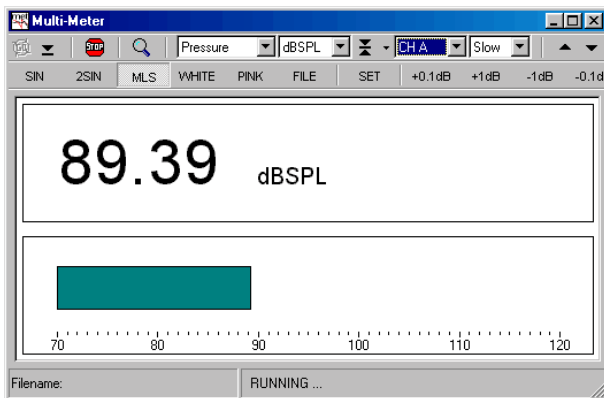 Multi-Meter
STOP Pressure dBSPL CH A Slow
SIN 2SIN MLS WHITE PINK FILE SET +0.1dB +1dB -1dB -0.1d
89.39 dBSPL
70 80 90 100 110 120
Filename: RUNNING ...